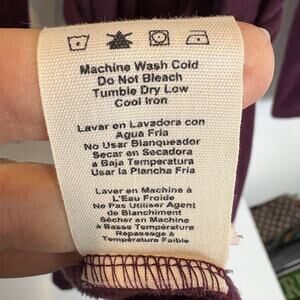 Machine Wash Cold
Do Not Bleach
Tumble Dry Low
Cool Iron
Lavar en Lavadora con
Agua Fria
No Usar Blanqueador
Secar en Secadora
a Baja Temperatura
Usar la Plancha Fria
Laver en Machine à
L'Eau Froide
No Pas Utiliser Agent
de Blanchiment
Sécher en Machine
à Basse Température
Repassage à
Température Faible